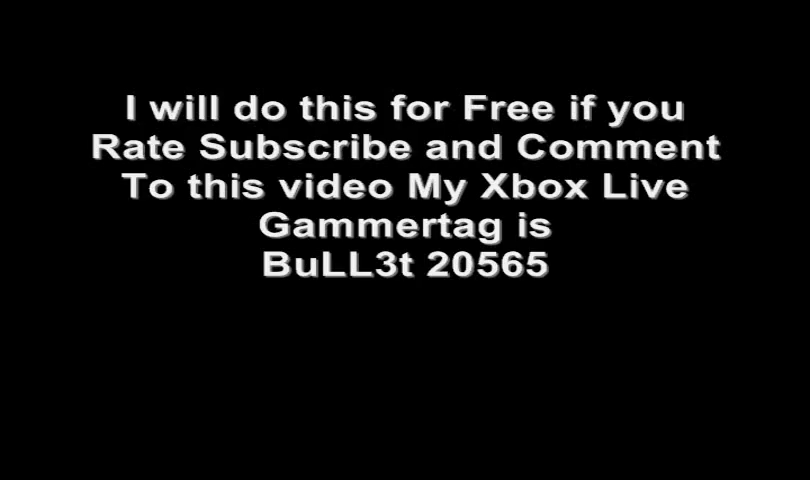 I will do this for Free if you
Rate Subscribe and Comment
To this video My Xbox Live
Gammertag is
BuLL3t 20565